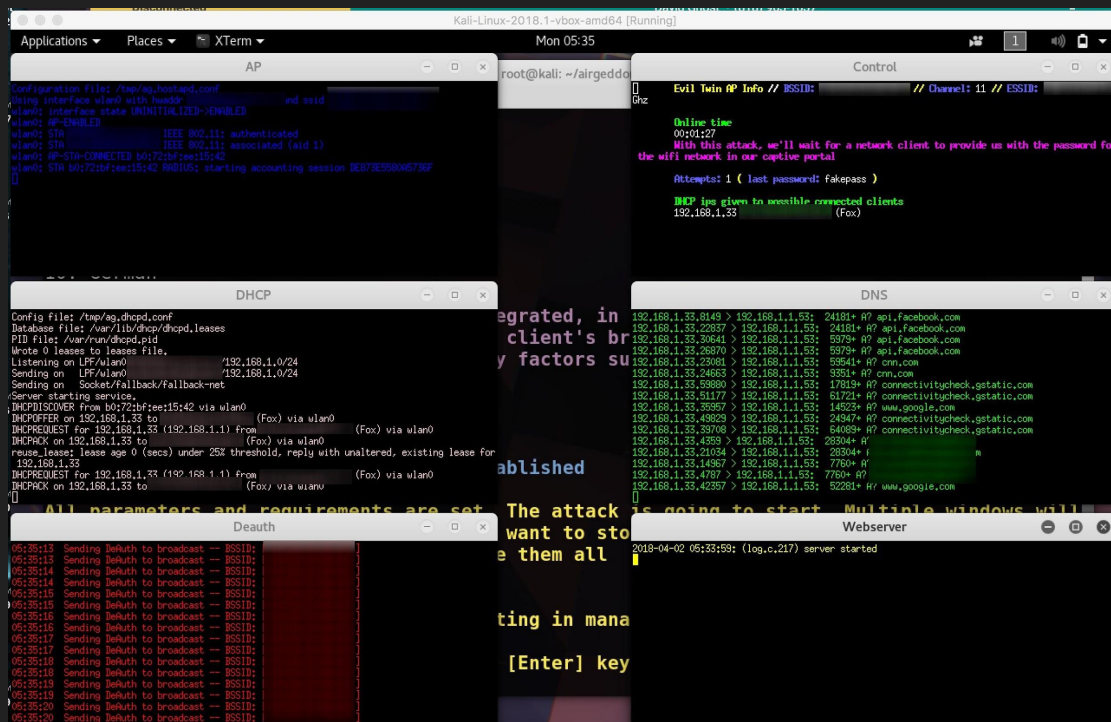 Disconnected
Kali-Linux-2018.1-vbox-amd64 [Running]
Applications Places XTerm Mon 05:35 1
AP
Configuration file: /tmp/ag.hostapd.conf
Using interface wlan0 with hwaddr and ssid
wlan0: interface state UNINITIALIZED->ENABLED
wlan0: AP-ENABLED
wlan0: STA IEEE 802.11: authenticated
wlan0: STA IEEE 802.11: associated (aid 1)
wlan0: AP-STA-CONNECTED b0:72:bf:ee:15:42
wlan0: STA b0:72:bf:ee:15:42 RADIUS: starting accounting session
root@kali: ~/airgeddo
Control
Evil Twin AP Info // BSSID: // Channel: 11 // ESSID:
Ghz
Online time
00:01:27
With this attack, we'll wait for a network client to provide us with the password fo
the wifi network in our captive portal
Attempts: 1 ( last password: fakepass )
DHCP ips given to possible connected clients
192.168.1.33 (Fox)
DHCP
Config file: /tmp/ag.dhcpd.conf
Database file: /var/lib/dhcp/dhcpd.leases
PID file: /var/run/dhcpd.pid
Wrote 0 leases to leases file.
Listening on LPF/wlan0 /192.168.1.0/24
Sending on LPF/wlan0 /192.168.1.0/24
Sending on Socket/fallback/fallback-net
Server starting service.
DHCPDISCOVER from b0:72:bf:ee:15:42 via wlan0
DHCPOFFER on 192.168.1.33 to (Fox) via wlan0
DHCPREQUEST for 192.168.1.33 (192.168.1.1) from (Fox) via wlan0
DHCPACK on 192.168.1.33 to (Fox) via wlan0
reuse_lease: lease age 0 (secs) under 25% threshold, reply with unaltered, existing lease for
192.168.1.33
DHCPREQUEST for 192.168.1.33 (192.168.1.1) from (Fox) via wlan0
DHCPACK on 192.168.1.33 to (Fox) via wlan0
egrated, in
client's br
y factors su
ablished
DNS
192.168.1.33.8149 > 192.168.1.1.53: 24181+ A? api.facebook.com
192.168.1.33.22837 > 192.168.1.1.53: 24181+ A? api.facebook.com
192.168.1.33.30641 > 192.168.1.1.53: 5979+ A? api.facebook.com
192.168.1.33.26870 > 192.168.1.1.53: 5979+ A? api.facebook.com
192.168.1.33.23081 > 192.168.1.1.53: 59541+ A? cnn.com
192.168.1.33.24663 > 192.168.1.1.53: 9351+ A? cnn.com
192.168.1.33.59880 > 192.168.1.1.53: 17819+ A? connectivitycheck.gstatic.com
192.168.1.33.51177 > 192.168.1.1.53: 61721+ A? connectivitycheck.gstatic.com
192.168.1.33.35957 > 192.168.1.1.53: 14523+ A? www.google.com
192.168.1.33.49829 > 192.168.1.1.53: 24947+ A? connectivitycheck.gstatic.com
192.168.1.33.39708 > 192.168.1.1.53: 64089+ A? connectivitycheck.gstatic.com
192.168.1.33.4359 > 192.168.1.1.53: 28304+
192.168.1.33.21034 > 192.168.1.1.53: 28304+
192.168.1.33.14967 > 192.168.1.1.53: 7760+
192.168.1.33.4787 > 192.168.1.1.53: 7760+ A?
192.168.1.33.42357 > 192.168.1.1.53: 52281+ A? www.google.com
All parameters and requirements are set. The attack is going to start. Multiple windows will
want to sto
e them all
ting in mana
[Enter] key
Deauth
05:35:13 Sending DeAuth to broadcast -- BSSID: ]
05:35:13 Sending DeAuth to broadcast -- BSSID: ]
05:35:14 Sending DeAuth to broadcast -- BSSID: ]
05:35:14 Sending DeAuth to broadcast -- BSSID: ]
05:35:15 Sending DeAuth to broadcast -- BSSID: ]
05:35:15 Sending DeAuth to broadcast -- BSSID: ]
05:35:16 Sending DeAuth to broadcast -- BSSID: ]
05:35:16 Sending DeAuth to broadcast -- BSSID: ]
05:35:17 Sending DeAuth to broadcast -- BSSID: ]
05:35:17 Sending DeAuth to broadcast -- BSSID: ]
05:35:18 Sending DeAuth to broadcast -- BSSID: ]
05:35:18 Sending DeAuth to broadcast -- BSSID: ]
05:35:19 Sending DeAuth to broadcast -- BSSID: ]
05:35:19 Sending DeAuth to broadcast -- BSSID: ]
05:35:20 Sending DeAuth to broadcast -- BSSID: ]
05:35:20 Sending DeAuth to broadcast -- BSSID: ]
Webserver
2018-04-02 05:33:59: (log.c.217) server started